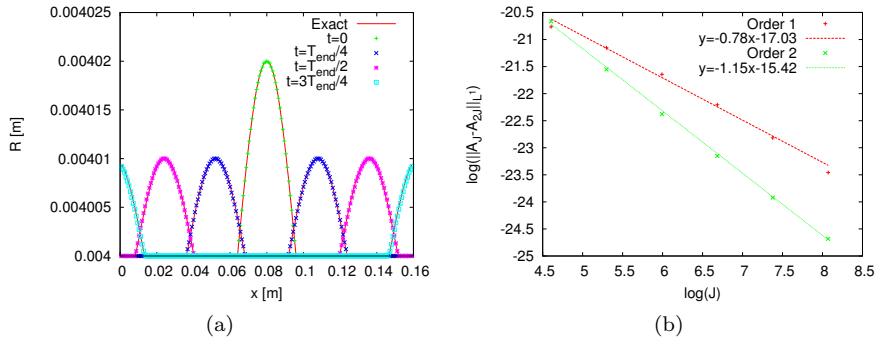 0.004025
0.00402
0.004015
0.00401
0.004005
0.004
R [m]
0 0.02 0.04 0.06 0.08 0.10 0.12 0.14 0.16
x [m]
Exact
t=0
t=T_end/4
t=T_end/2
t=3T_end/4
(a)
-20.5
-21
-21.5
-22
-22.5
-23
-23.5
-24
-24.5
-25
log(||A_J-A_2J||_L¹)
4.5 5 5.5 6 6.5 7 7.5 8 8.5
log(J)
Order 1
y=-0.78x-17.03
Order 2
y=-1.15x-15.42
(b)